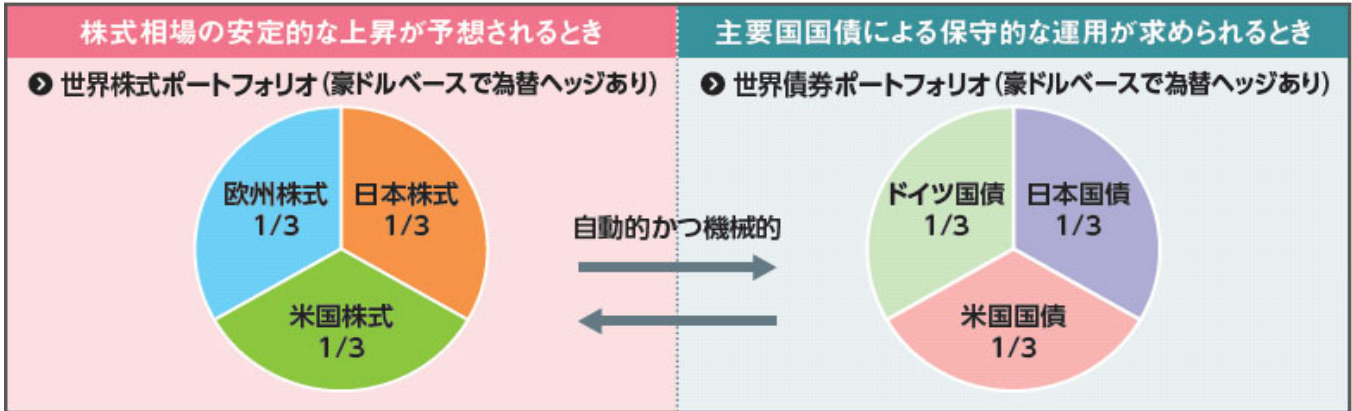 株式相場の安定的な上昇が予想されるとき
世界株式ポートフォリオ(豪ドルベースで為替ヘッジあり)
欧州株式
1/3
日本株式
1/3
米国株式
1/3
自動的かつ機械的
主要国国債による保守的な運用が求められるとき
世界債券ポートフォリオ(豪ドルベースで為替ヘッジあり)
ドイツ国債
1/3
日本国債
1/3
米国国債
1/3